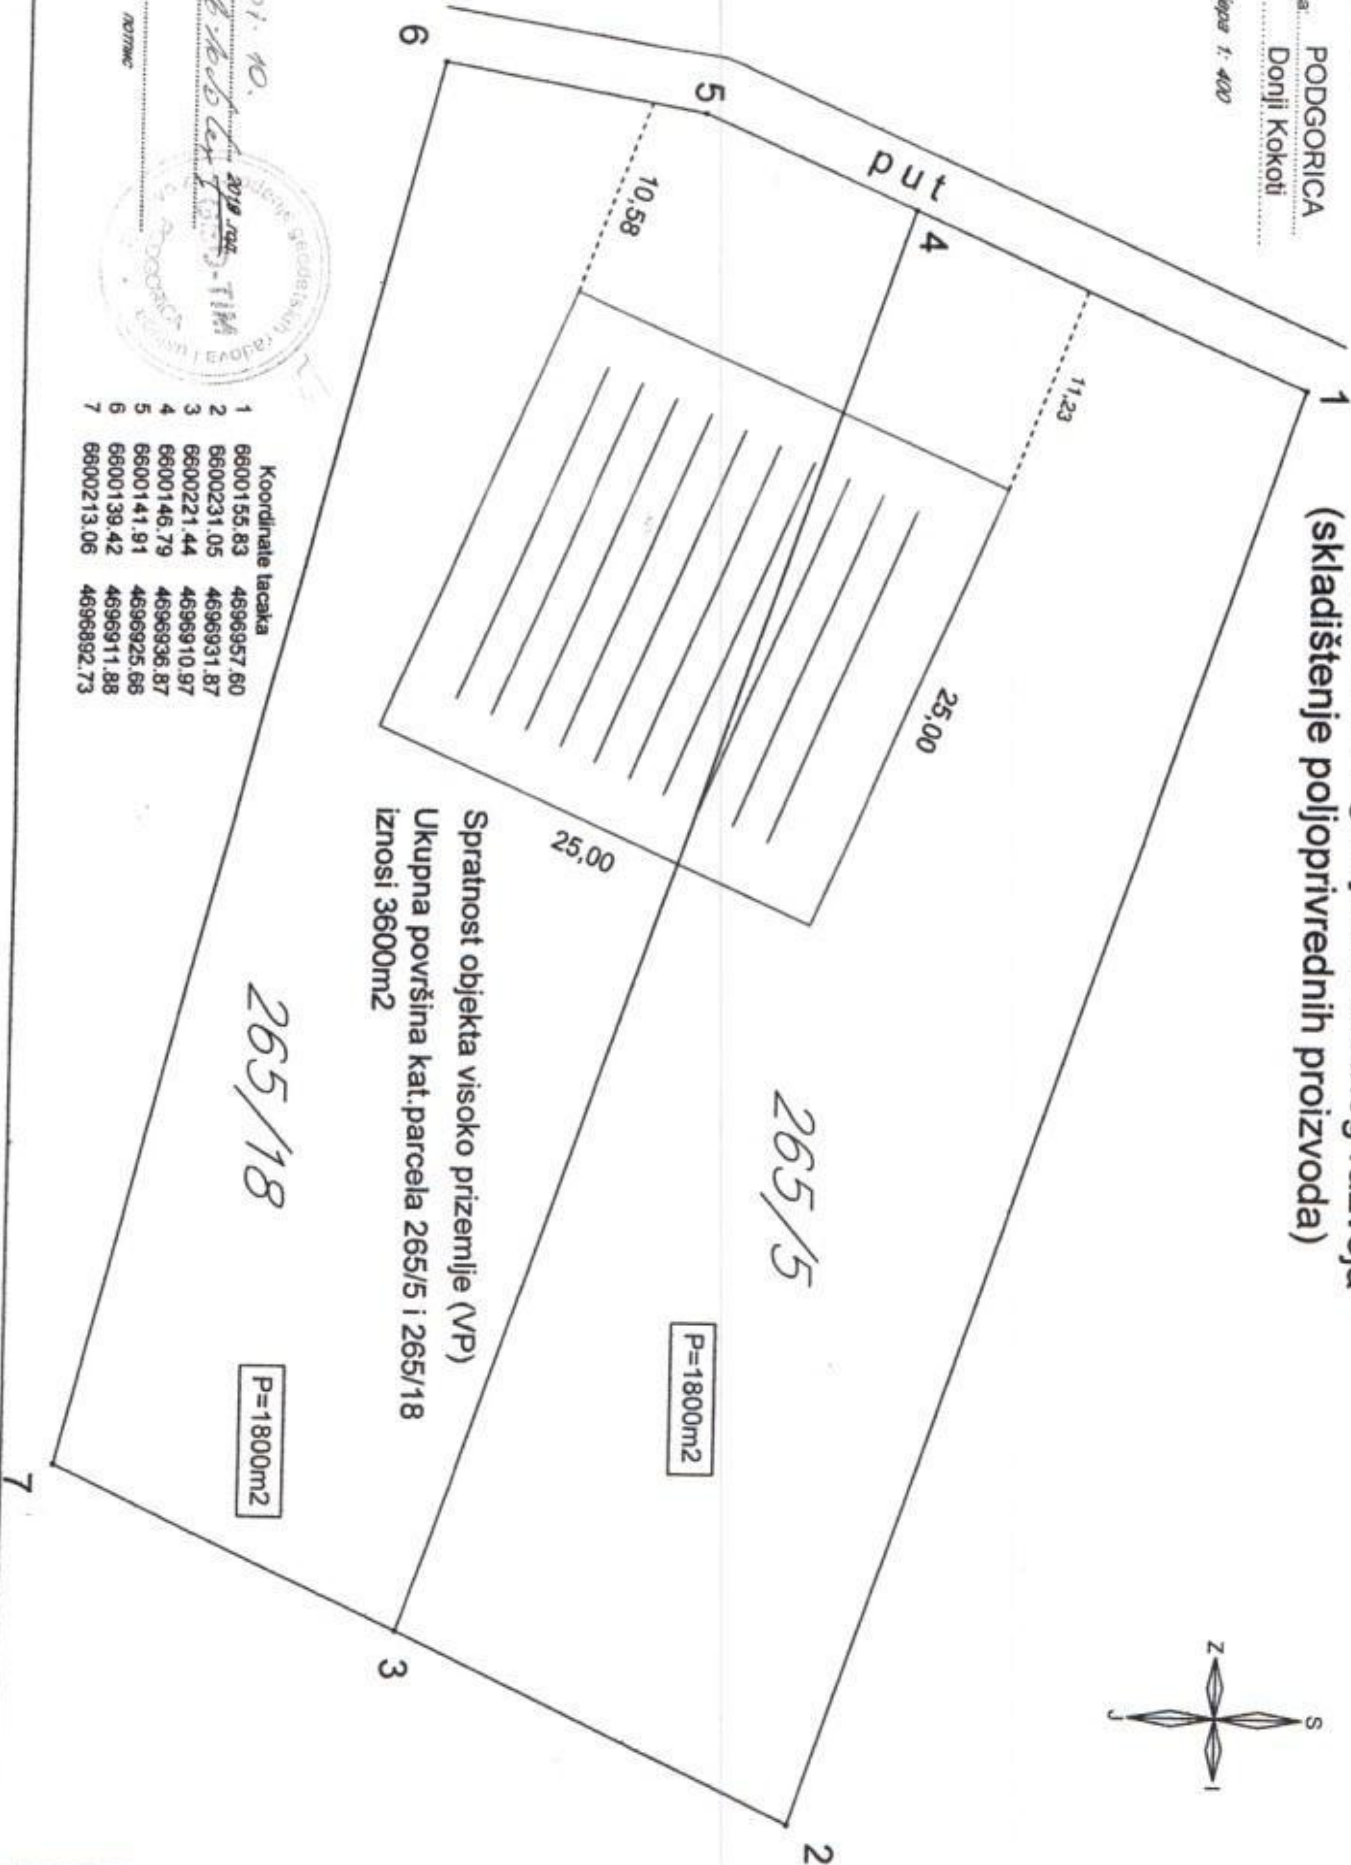 PODGORICA
Donji Kokoti
1: 400
(skladištenje poljoprivrednih proizvoda)
1
put
4
5
6
11,23
10,58
25,00
25,00
S
Z
I
J
265/5
P=1800m2
Spratnost objekta visoko prizemlje (VP)
Ukupna površina kat.parcela 265/5 i 265/18
iznosi 3600m2
265/18
P=1800m2
2
3
7
Koordinate tacaka
1 6600155.83 4696957.60
2 6600231.05 4696931.87
3 6600221.44 4696910.97
4 6600146.79 4696936.87
5 6600141.91 4696925.66
6 6600139.42 4696911.88
7 6600213.06 4696892.73
10.
2018
-TIM
PODGORICA
потпис